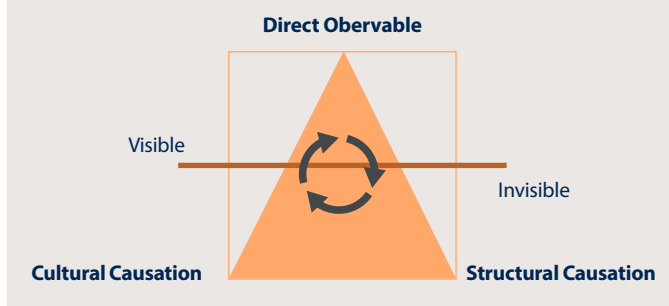 Direct Obervable
Visible
Invisible
Cultural Causation
Structural Causation